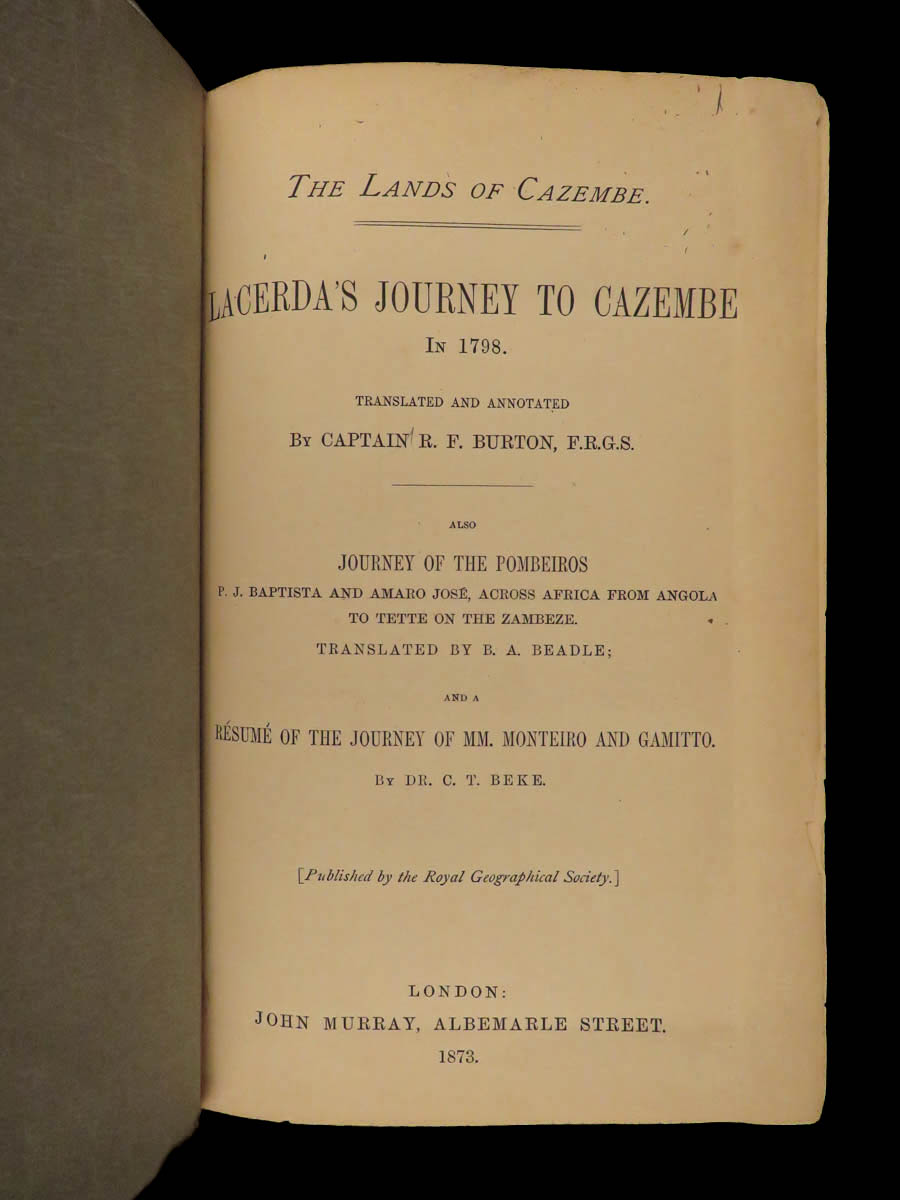 THE LANDS OF CAZEMBE.
LACERDA'S JOURNEY TO CAZEMBE
IN 1798.
TRANSLATED AND ANNOTATED
BY CAPTAIN R. F. BURTON, F.R.G.S.
ALSO
JOURNEY OF THE POMBEIROS
P. J. BAPTISTA AND AMARO JOSÉ, ACROSS AFRICA FROM ANGOLA
TO TETTE ON THE ZAMBEZE.
TRANSLATED BY B. A. BEADLE;
AND A
RÉSUMÉ OF THE JOURNEY OF MM. MONTEIRO AND GAMITTO.
BY DR. C. T. BEKE.
[Published by the Royal Geographical Society.]
LONDON:
JOHN MURRAY, ALBEMARLE STREET.
1873.